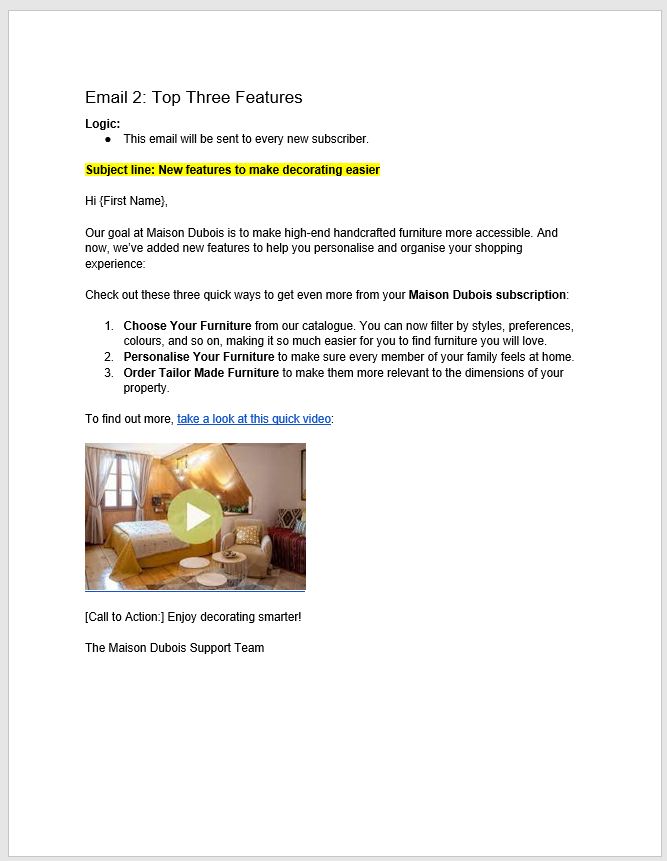 Email 2: Top Three Features
Logic:
● This email will be sent to every new subscriber.
Subject line: New features to make decorating easier
Hi {First Name},
Our goal at Maison Dubois is to make high-end handcrafted furniture more accessible. And
now, we've added new features to help you personalise and organise your shopping
experience:
Check out these three quick ways to get even more from your Maison Dubois subscription:
1. Choose Your Furniture from our catalogue. You can now filter by styles, preferences,
colours, and so on, making it so much easier for you to find furniture you will love.
2. Personalise Your Furniture to make sure every member of your family feels at home.
3. Order Tailor Made Furniture to make them more relevant to the dimensions of your
property.
To find out more, take a look at this quick video:
[Call to Action:] Enjoy decorating smarter!
The Maison Dubois Support Team